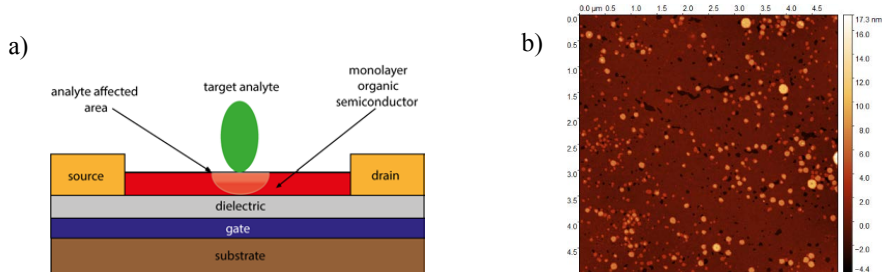 a)
analyte affected
area
target analyte
monolayer
organic
semiconductor
source
drain
dielectric
gate
substrate
b)
0.0 µm 0.5 1.0 1.5 2.0 2.5 3.0 3.5 4.0 4.5
0.0
0.5
1.0
1.5
2.0
2.5
3.0
3.5
4.0
4.5
17.3 nm
16.0
14.0
12.0
10.0
8.0
6.0
4.0
2.0
0.0
-2.0
-4.4